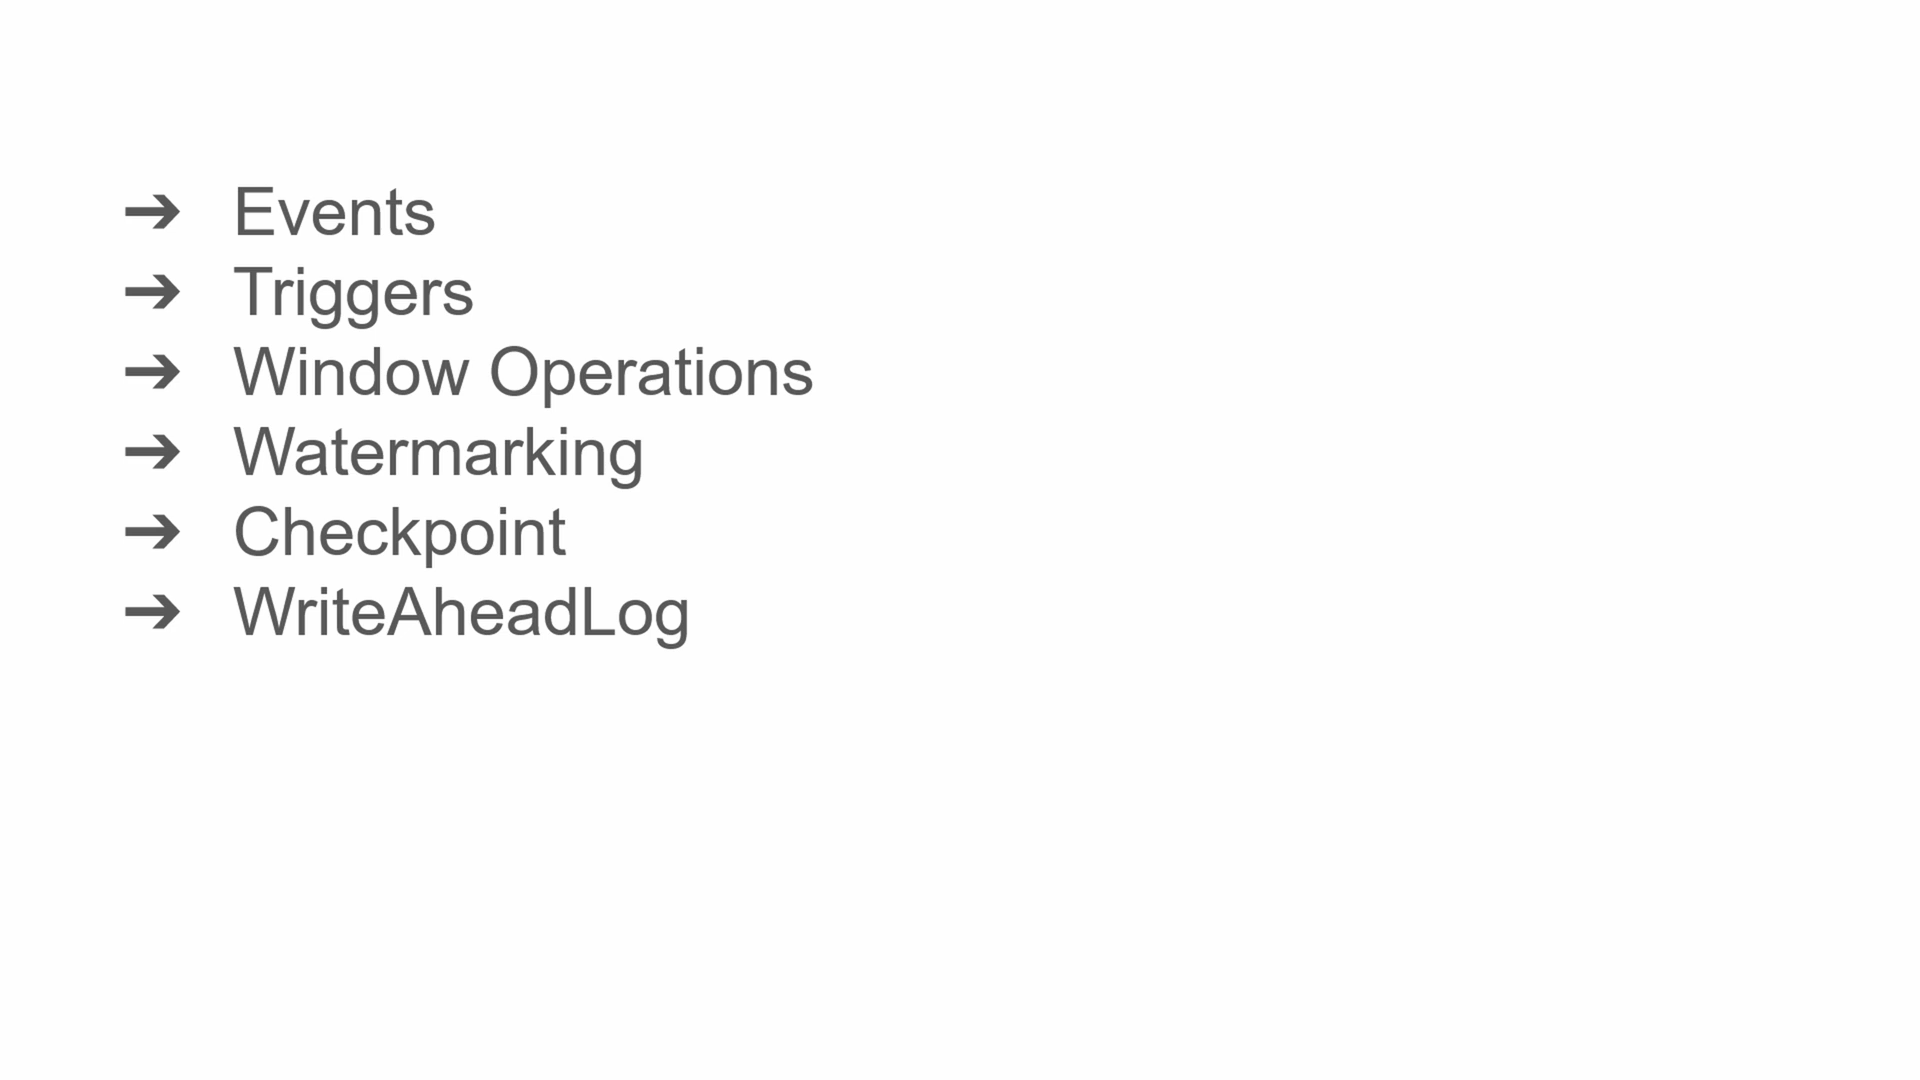 ➔ Events
➔ Triggers
➔ Window Operations
➔ Watermarking
➔ Checkpoint
➔ WriteAheadLog